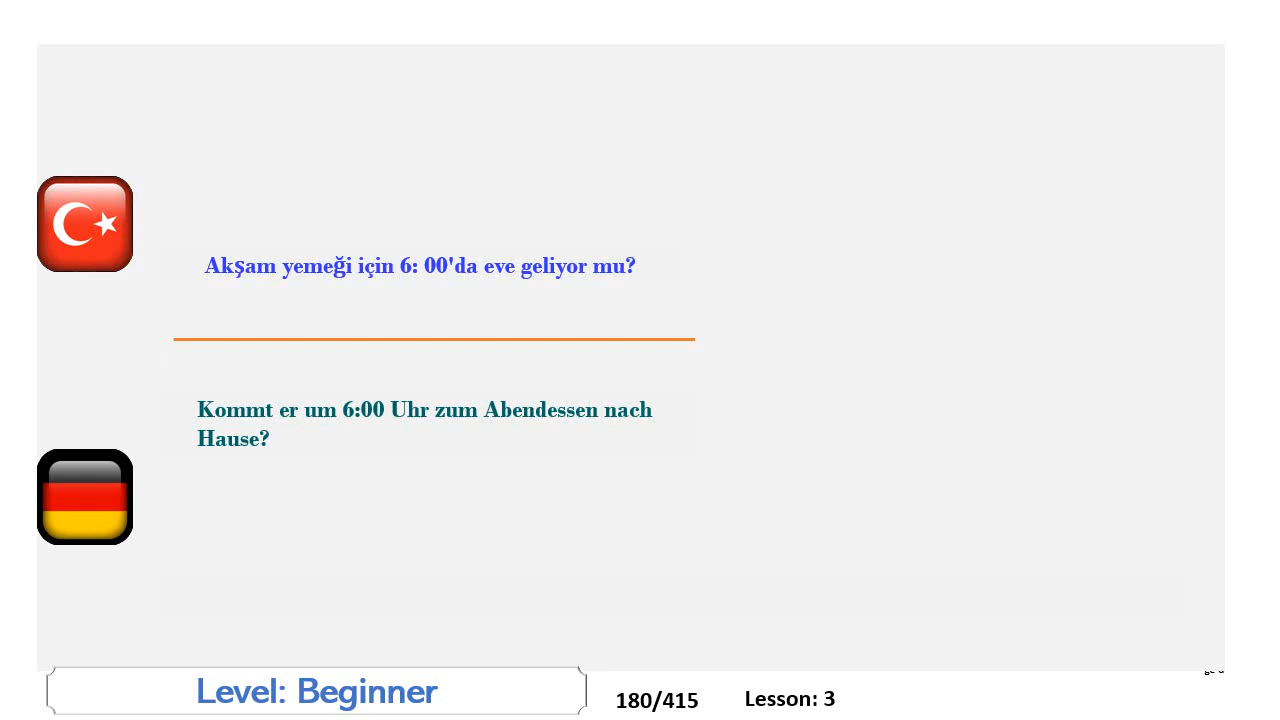 Akşam yemeği için 6: 00'da eve geliyor mu?
Kommt er um 6:00 Uhr zum Abendessen nach
Hause?
Level: Beginner
180/415
Lesson: 3